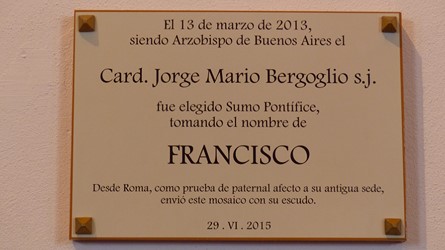 El 13 de marzo de 2013,
siendo Arzobispo de Buenos Aires el
Card. Jorge Mario Bergoglio s.j.
fue elegido Sumo Pontífice,
tomando el nombre de
FRANCISCO
Desde Roma, como prueba de paternal afecto a su antigua sede,
envió este mosaico con su escudo.
29 . VI . 2015